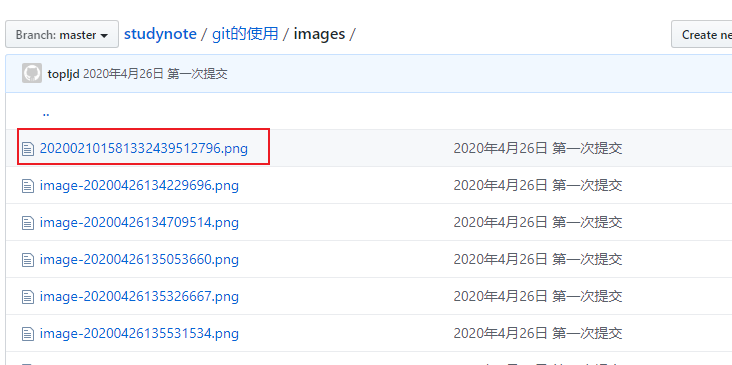 Branch: master studynote / git的使用 / images / Create ne
topljd 2020年4月26日 第一次提交
..
202002101581332439512796.png 2020年4月26日 第一次提交
image-20200426134229696.png 2020年4月26日 第一次提交
image-20200426134709514.png 2020年4月26日 第一次提交
image-20200426135053660.png 2020年4月26日 第一次提交
image-20200426135326667.png 2020年4月26日 第一次提交
image-20200426135531534.png 2020年4月26日 第一次提交